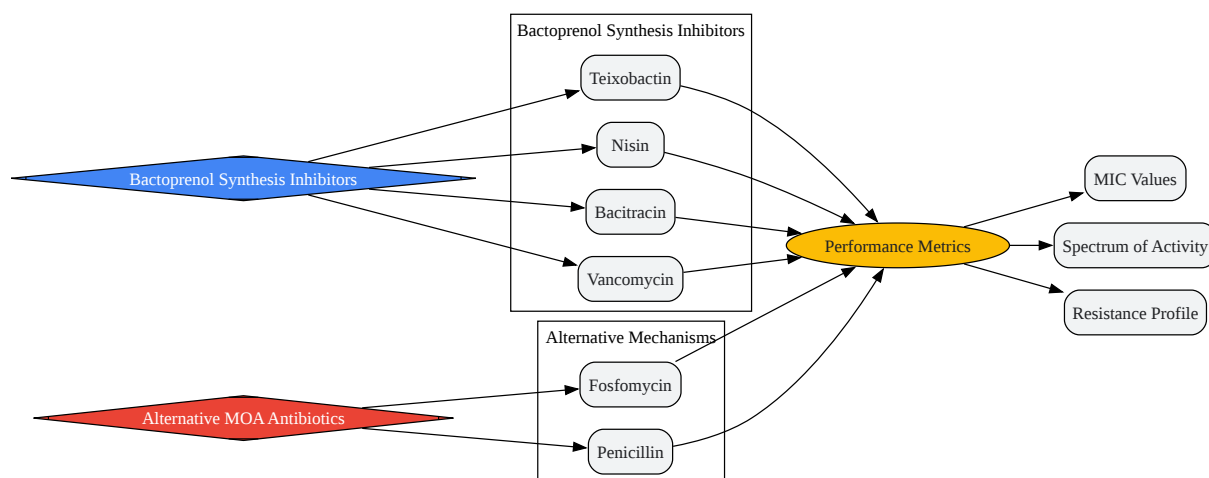 Bactoprenol Synthesis Inhibitors
Teixobactin
Nisin
Bacitracin
Vancomycin
Bactoprenol Synthesis Inhibitors
Alternative Mechanisms
Fosfomycin
Penicillin
Alternative MOA Antibiotics
Performance Metrics
MIC Values
Spectrum of Activity
Resistance Profile